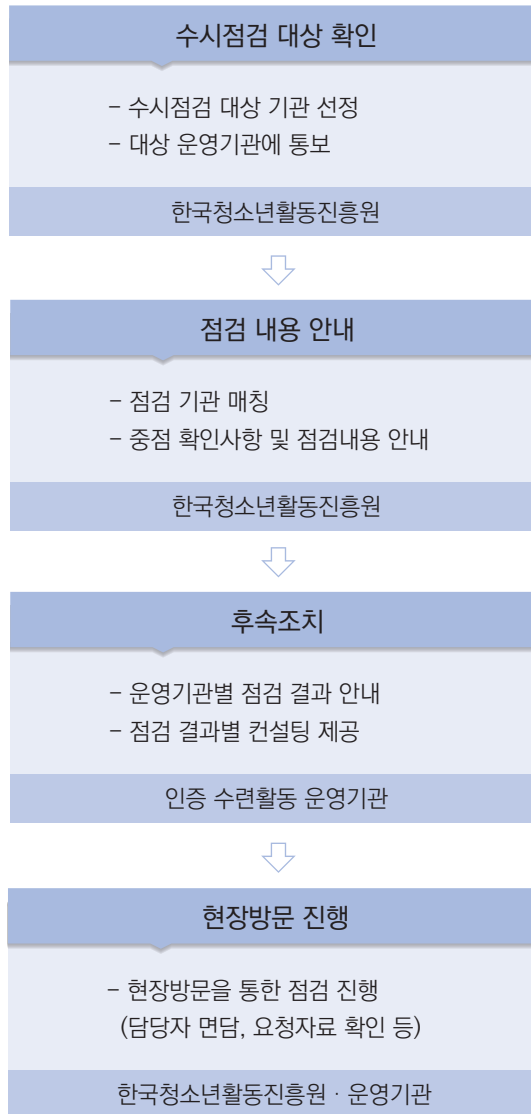 수시점검 대상 확인
- 수시점검 대상 기관 선정
- 대상 운영기관에 통보
한국청소년활동진흥원
점검 내용 안내
- 점검 기관 매칭
- 중점 확인사항 및 점검내용 안내
한국청소년활동진흥원
후속조치
- 운영기관별 점검 결과 안내
- 점검 결과별 컨설팅 제공
인증 수련활동 운영기관
현장방문 진행
- 현장방문을 통한 점검 진행
(담당자 면담, 요청자료 확인 등)
한국청소년활동진흥원 · 운영기관